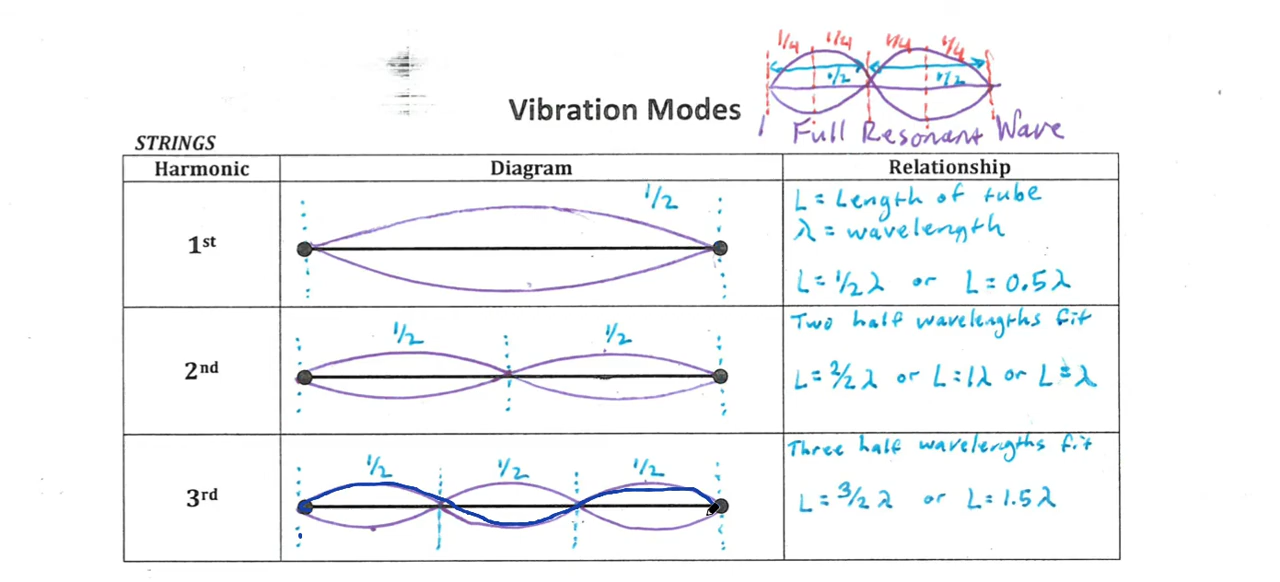 1/4 1/4 1/4 1/4
1/2 1/2
Vibration Modes
Full Resonant Wave
STRINGS
Harmonic Diagram Relationship
1st
1/2
L = Length of tube
λ = wavelength
L = 1/2 λ or L = 0.5 λ
2nd
1/2 1/2
Two half wavelengths fit
L = 2/2 λ or L = 1λ or L = λ
3rd
1/2 1/2 1/2
Three half wavelengths fit
L = 3/2 λ or L = 1.5 λ